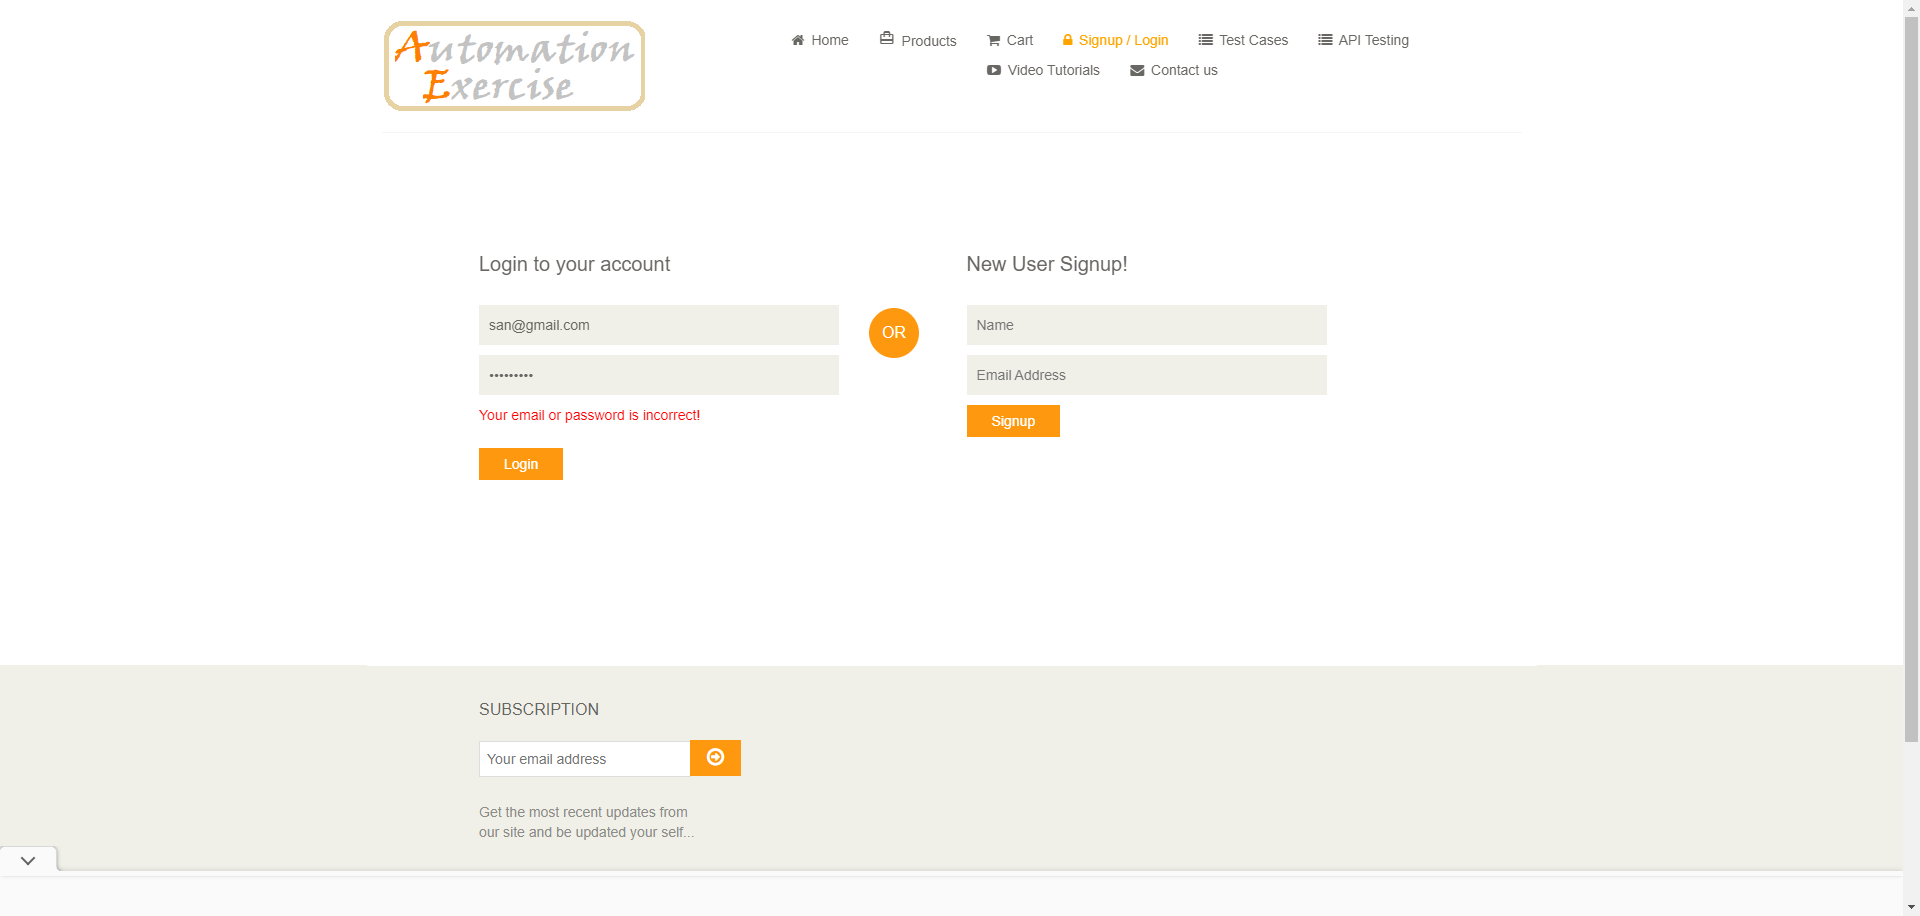 Automation
Exercise
Home
Products
Cart
Signup / Login
Test Cases
API Testing
Video Tutorials
Contact us
Login to your account
san@gmail.com
•••••••••
Your email or password is incorrect!
Login
OR
New User Signup!
Name
Email Address
Signup
SUBSCRIPTION
Your email address
Get the most recent updates from
our site and be updated your self...